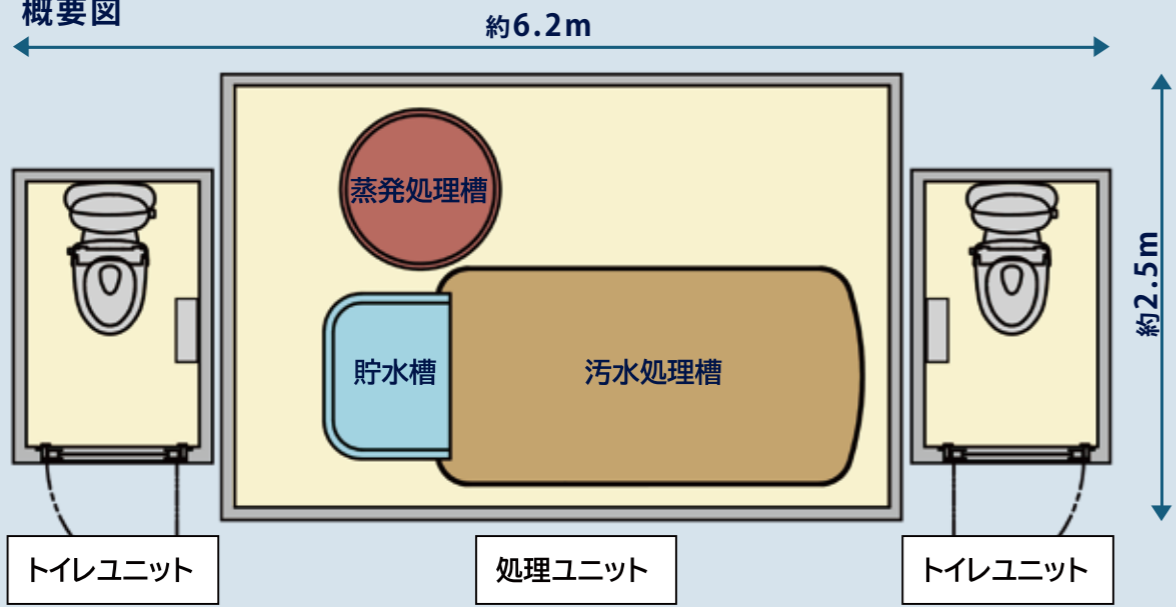 概要図
約6.2m
蒸発処理槽
約2.5m
貯水槽
汚水処理槽
トイレユニット
処理ユニット
トイレユニット